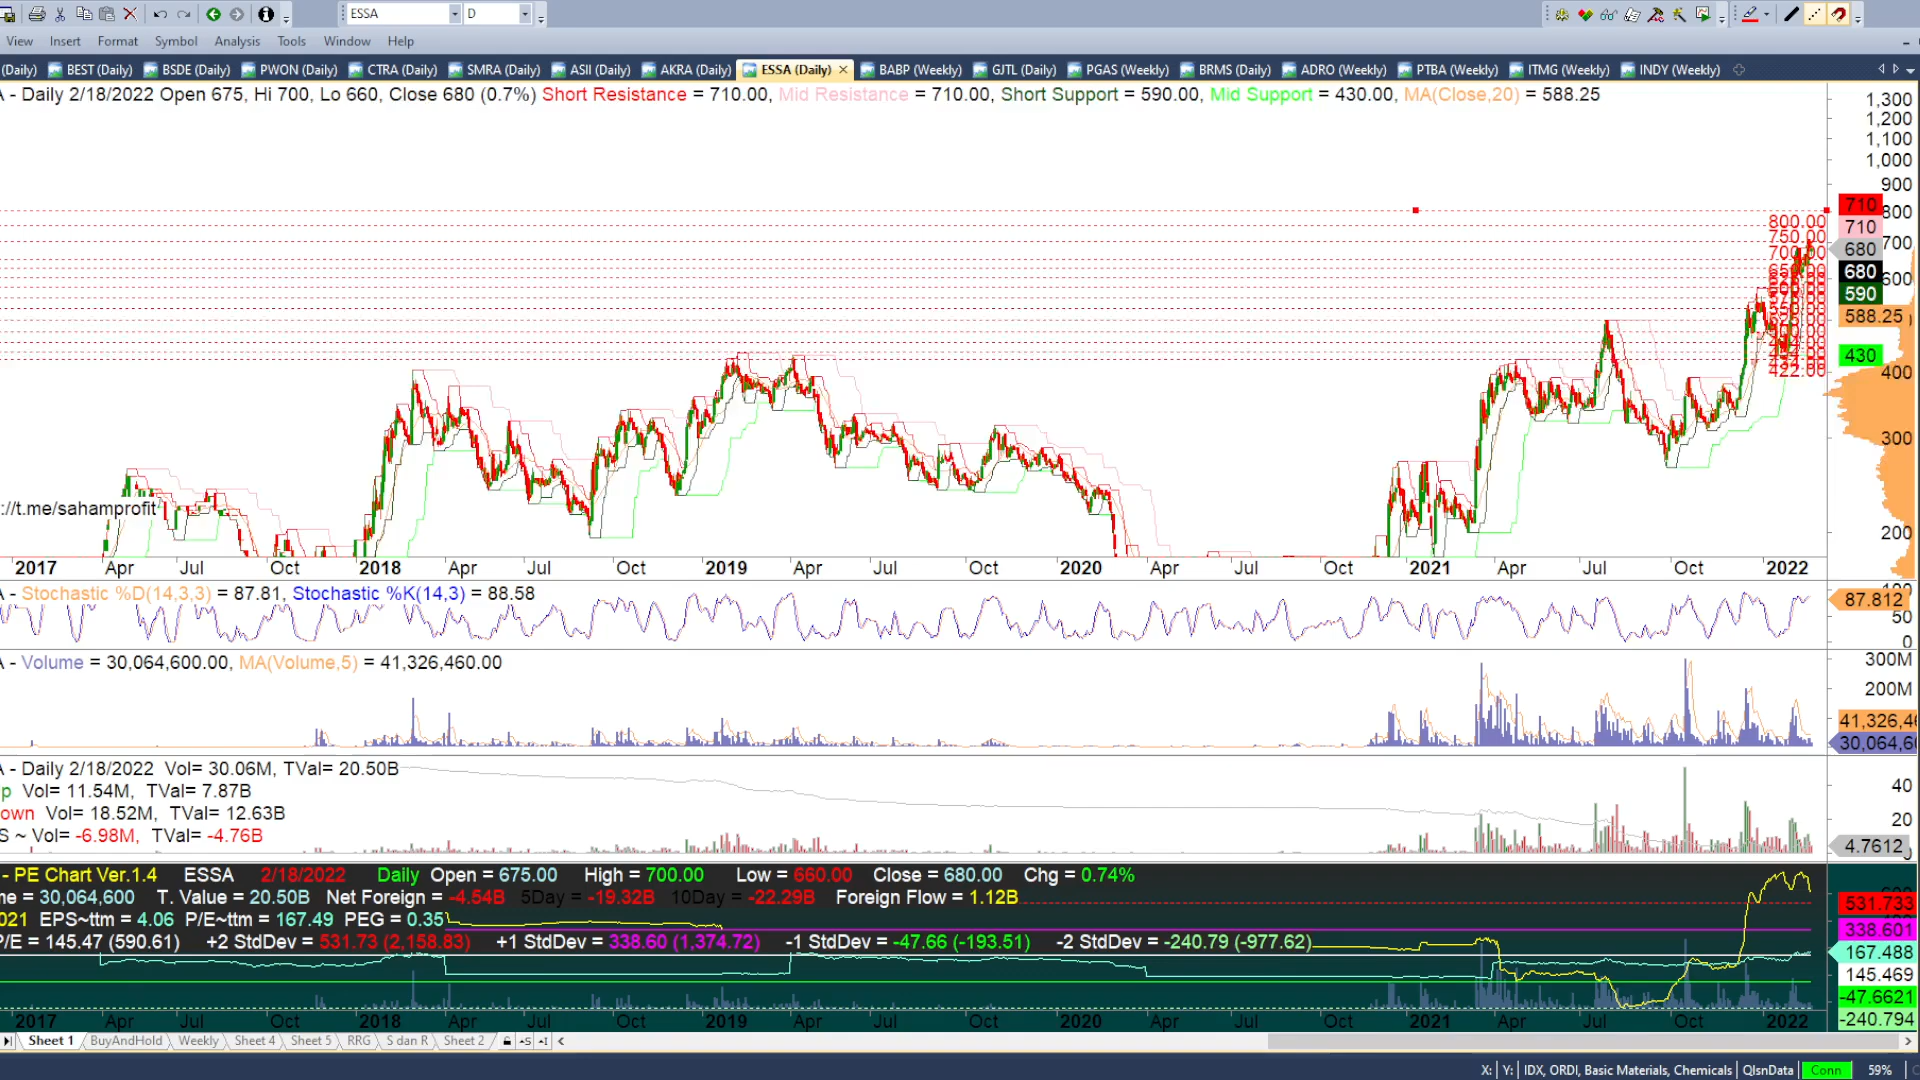 ESSA
D
View Insert Format Symbol Analysis Tools Window Help
(Daily) BEST (Daily) BSDE (Daily) PWON (Daily) CTRA (Daily) SMRA (Daily) ASII (Daily) AKRA (Daily) ESSA (Daily) BABP (Weekly) GJTL (Daily) PGAS (Weekly) BRMS (Daily) ADRO (Weekly) PTBA (Weekly) ITMG (Weekly) INDY (Weekly)
- Daily 2/18/2022 Open 675, Hi 700, Lo 660, Close 680 (0.7%) Short Resistance = 710.00, Mid Resistance = 710.00, Short Support = 590.00, Mid Support = 430.00, MA(Close,20) = 588.25
1,300
1,200
1,100
1,000
900
710 800
800.00 710
750.00 700
700.00 680
680 600
590
588.25
430
422.00 400
300
200
://t.me/sahamprofit
2017 Apr Jul Oct 2018 Apr Jul Oct 2019 Apr Jul Oct 2020 Apr Jul Oct 2021 Apr Jul Oct 2022
- Stochastic %D(14,3,3) = 87.81, Stochastic %K(14,3) = 88.58
87.812
50
0
- Volume = 30,064,600.00, MA(Volume,5) = 41,326,460.00
300M
200M
41,326,46
30,064,60
- Daily 2/18/2022 Vol= 30.06M, TVal= 20.50B
p Vol= 11.54M, TVal= 7.87B
own Vol= 18.52M, TVal= 12.63B
S ~ Vol= -6.98M, TVal= -4.76B
40
20
4.7612
- PE Chart Ver.1.4 ESSA 2/18/2022 Daily Open = 675.00 High = 700.00 Low = 660.00 Close = 680.00 Chg = 0.74%
me = 30,064,600 T. Value = 20.50B Net Foreign = -4.54B 5Day = -19.32B 10Day = -22.29B Foreign Flow = 1.12B
021 EPS~ttm = 4.06 P/E~ttm = 167.49 PEG = 0.35
P/E = 145.47 (590.61) +2 StdDev = 531.73 (2,158.83) +1 StdDev = 338.60 (1,374.72) -1 StdDev = -47.66 (-193.51) -2 StdDev = -240.79 (-977.62)
531.733
338.601
167.488
145.469
-47.6621
-240.794
2017 Apr Jul Oct 2018 Apr Jul Oct 2019 Apr Jul Oct 2020 Apr Jul Oct 2021 Apr Jul Oct 2022
Sheet 1 BuyAndHold Weekly Sheet 4 Sheet 5 RRG S dan R Sheet 2
X: Y: IDX, ORDI, Basic Materials, Chemicals QlsnData Conn 59%